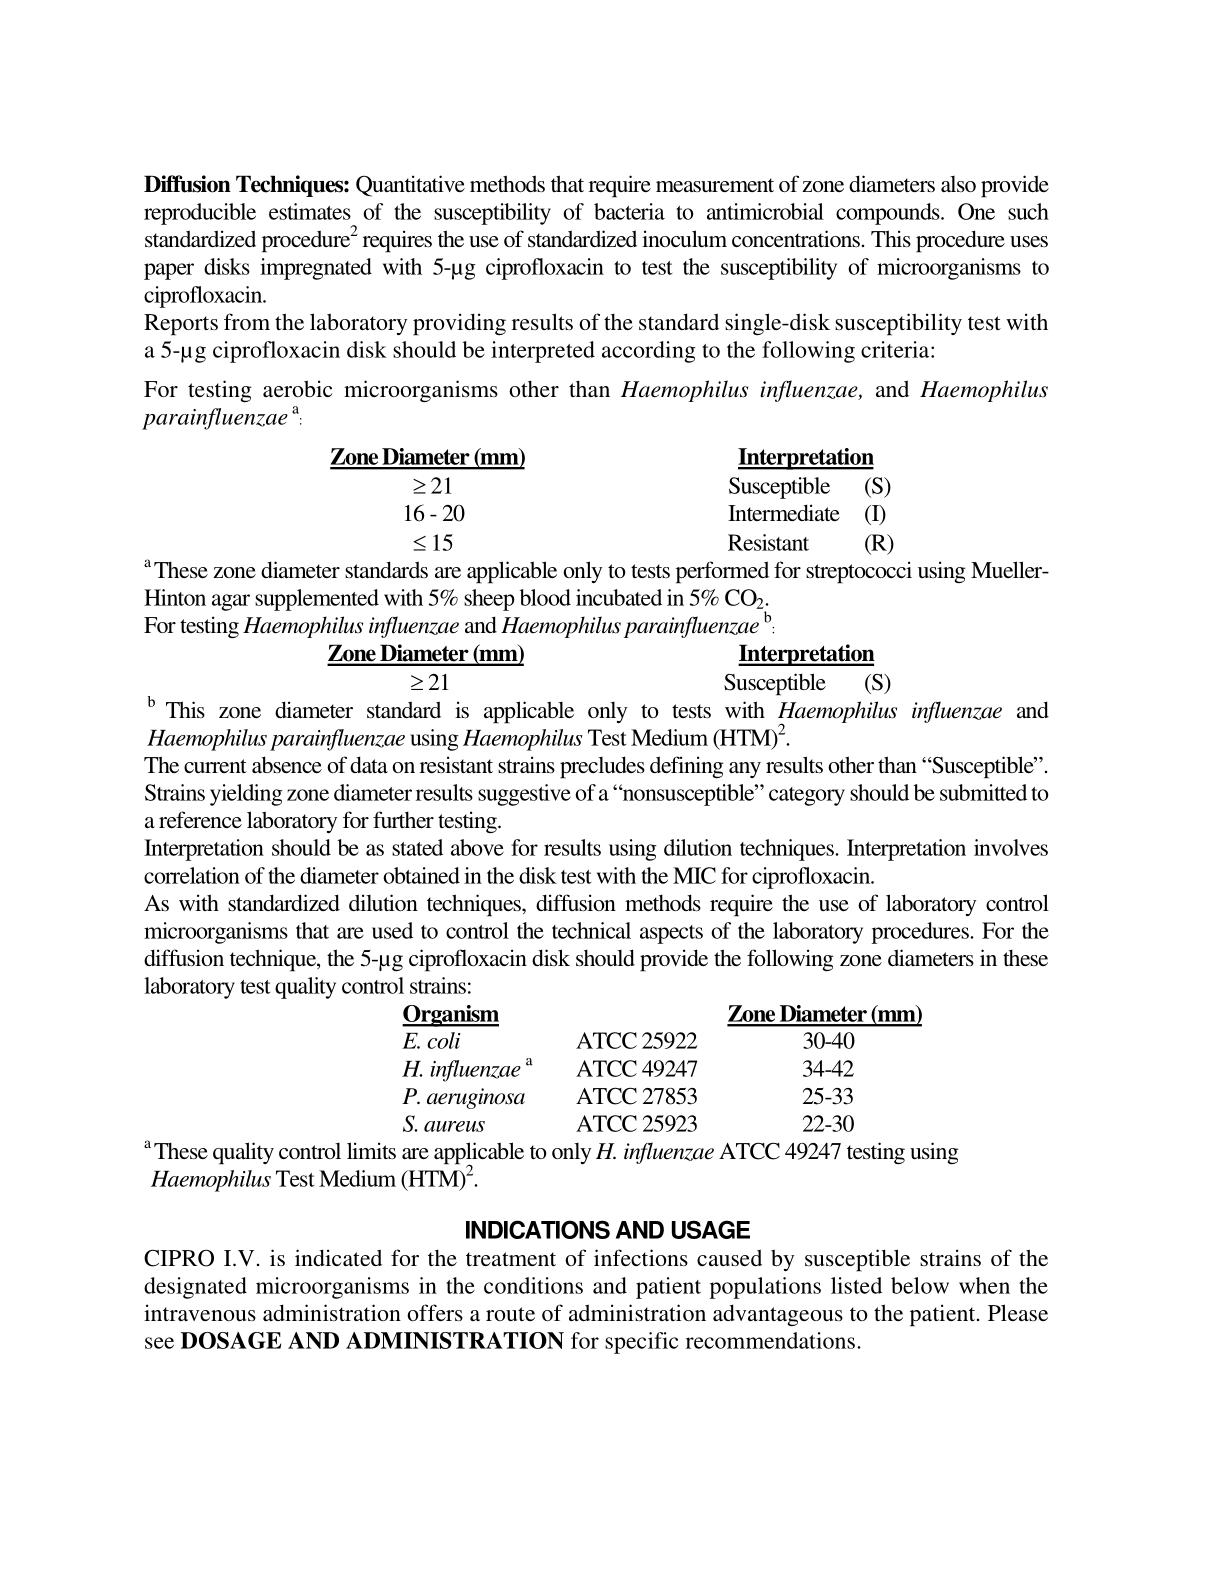 Diffusion Techniques: Quantitative methods that require measurement of zone diameters also provide
reproducible estimates of the susceptibility of bacteria to antimicrobial compounds. One such
standardized procedure2 requires the use of standardized inoculum concentrations. This procedure uses
paper disks impregnated with 5-µg ciprofloxacin to test the susceptibility of microorganisms to
ciprofloxacin.
Reports from the laboratory providing results of the standard single-disk susceptibility test with
a 5-µg ciprofloxacin disk should be interpreted according to the following criteria:
For testing aerobic microorganisms other than Haemophilus influenzae, and Haemophilus
parainfluenzae a:
Zone Diameter (mm) Interpretation
≥ 21 Susceptible (S)
16 - 20 Intermediate (I)
≤ 15 Resistant (R)
a These zone diameter standards are applicable only to tests performed for streptococci using Mueller-
Hinton agar supplemented with 5% sheep blood incubated in 5% CO2.
For testing Haemophilus influenzae and Haemophilus parainfluenzae b:
Zone Diameter (mm) Interpretation
≥ 21 Susceptible (S)
b This zone diameter standard is applicable only to tests with Haemophilus influenzae and
Haemophilus parainfluenzae using Haemophilus Test Medium (HTM)2.
The current absence of data on resistant strains precludes defining any results other than “Susceptible”.
Strains yielding zone diameter results suggestive of a “nonsusceptible” category should be submitted to
a reference laboratory for further testing.
Interpretation should be as stated above for results using dilution techniques. Interpretation involves
correlation of the diameter obtained in the disk test with the MIC for ciprofloxacin.
As with standardized dilution techniques, diffusion methods require the use of laboratory control
microorganisms that are used to control the technical aspects of the laboratory procedures. For the
diffusion technique, the 5-µg ciprofloxacin disk should provide the following zone diameters in these
laboratory test quality control strains:
Organism Zone Diameter (mm)
E. coli ATCC 25922 30-40
H. influenzae a ATCC 49247 34-42
P. aeruginosa ATCC 27853 25-33
S. aureus ATCC 25923 22-30
a These quality control limits are applicable to only H. influenzae ATCC 49247 testing using
Haemophilus Test Medium (HTM)2.
INDICATIONS AND USAGE
CIPRO I.V. is indicated for the treatment of infections caused by susceptible strains of the
designated microorganisms in the conditions and patient populations listed below when the
intravenous administration offers a route of administration advantageous to the patient. Please
see DOSAGE AND ADMINISTRATION for specific recommendations.